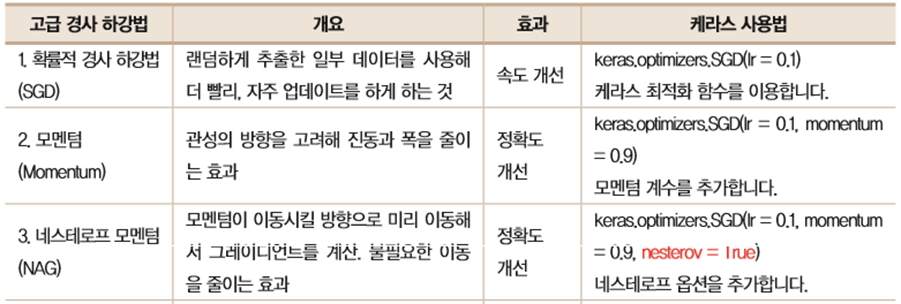 고급 경사 하강법 개요 효과 케라스 사용법
1. 확률적 경사 하강법
(SGD)
랜덤하게 추출한 일부 데이터를 사용해
더 빨리, 자주 업데이트를 하게 하는 것
속도 개선
keras.optimizers.SGD(lr = 0.1)
케라스 최적화 함수를 이용합니다.
2. 모멘텀
(Momentum)
관성의 방향을 고려해 진동과 폭을 줄이
는 효과
정확도
개선
keras.optimizers.SGD(lr = 0.1, momentum
= 0.9)
모멘텀 계수를 추가합니다.
3. 네스테로프 모멘텀
(NAG)
모멘텀이 이동시킬 방향으로 미리 이동해
서 그레이디언트를 계산. 불필요한 이동
을 줄이는 효과
정확도
개선
keras.optimizers.SGD(lr = 0.1, momentum
= 0.9, nesterov = True)
네스테로프 옵션을 추가합니다.